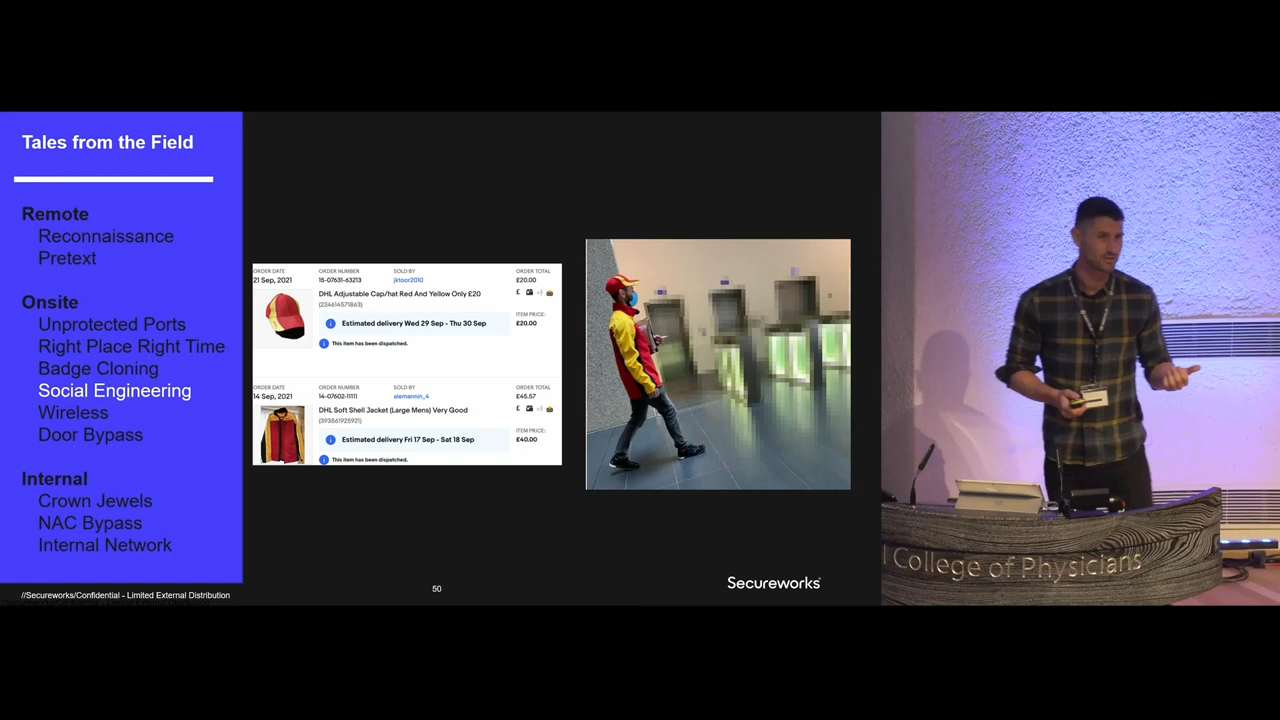 Tales from the Field
Remote
Reconnaissance
Pretext
Onsite
Unprotected Ports
Right Place Right Time
Badge Cloning
Social Engineering
Wireless
Door Bypass
Internal
Crown Jewels
NAC Bypass
Internal Network
ORDER DATE ORDER NUMBER SOLD BY ORDER TOTAL
21 Sep, 2021 15-07631-63213 jktoor2010 £20.00
DHL Adjustable Cap/hat Red And Yellow Only £20
(224614571863)
ITEM PRICE:
Estimated delivery Wed 29 Sep - Thu 30 Sep £20.00
This item has been dispatched.
ORDER DATE ORDER NUMBER SOLD BY ORDER TOTAL
14 Sep, 2021 14-07602-11111 alemannin_4 £45.57
DHL Soft Shell Jacket (Large Mens) Very Good
(393561925921)
ITEM PRICE:
Estimated delivery Fri 17 Sep - Sat 18 Sep £40.00
This item has been dispatched.
50
Secureworks
//Secureworks/Confidential - Limited External Distribution
l College of Physicians